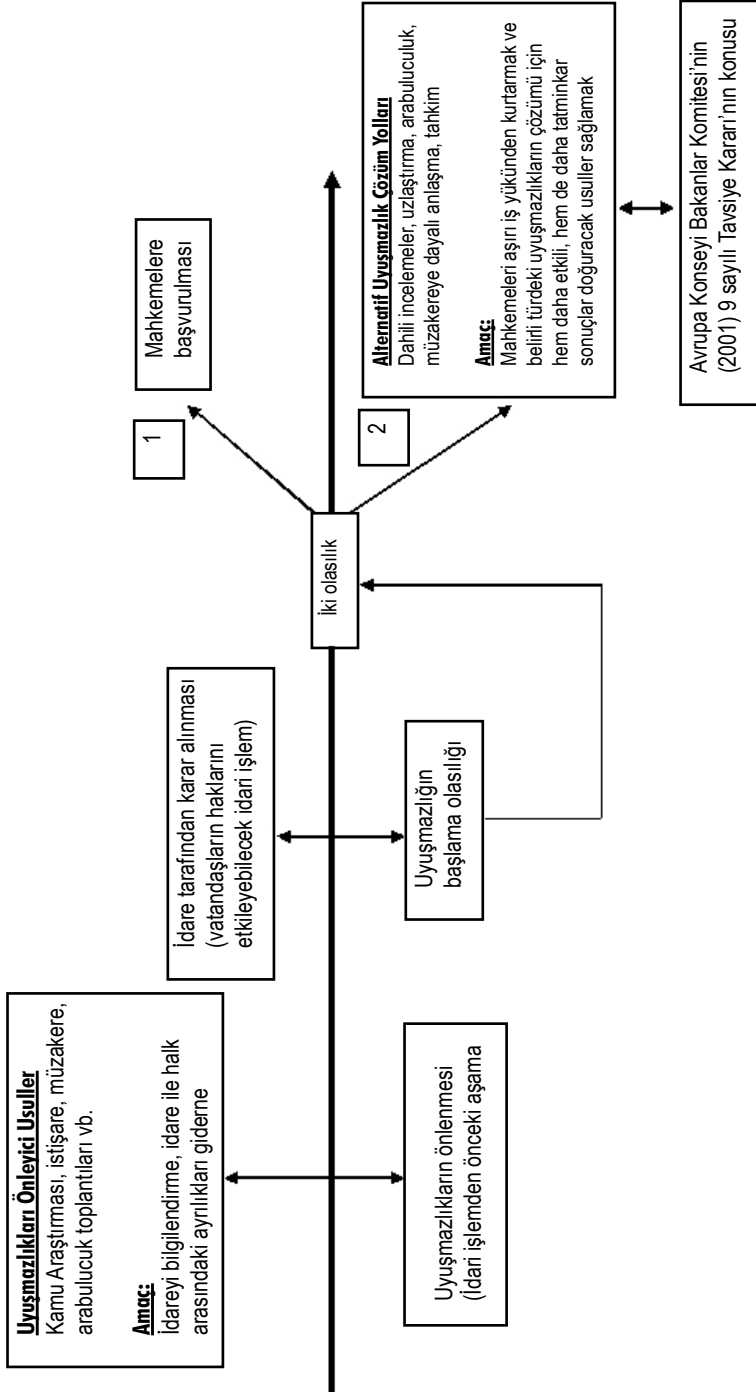 Uyuşmazlıkları Önleyici Usuller
Kamu Araştırması, istişare, müzakere,
arabulucuk toplantıları vb.
Amaç:
İdareyi bilgilendirme, idare ile halk
arasındaki ayrılıkları giderne
Uyuşmazlıkların önlenmesi
(İdari işlemden önceki aşama
İdare tarafından karar alınması
(vatandaşların haklarını
etkileyebilecek idari işlem)
Uyuşmazlığın
başlama olasılığı
İki olasılık
1
Mahkemelere
başvurulması
2
Alternatif Uyuşmazlık Çözüm Yolları
Dahili incelemeler, uzlaştırma, arabuluculuk,
müzakereye dayalı anlaşma, tahkim
Amaç:
Mahkemeleri aşırı iş yükünden kurtarmak ve
belirli türdeki uyuşmazlıkların çözümü için
hem daha etkili, hem de daha tatminkar
sonuçlar doğuracak usuller sağlamak
Avrupa Konseyi Bakanlar Komitesi’nin
(2001) 9 sayılı Tavsiye Kararı’nın konusu